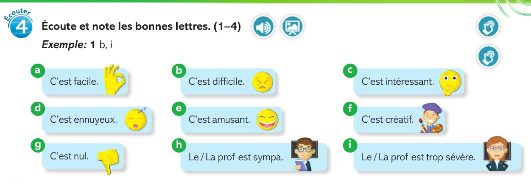 Écouter
4 Écoute et note les bonnes lettres. (1–4)
Exemple: 1 b, i
a C'est facile.
b C'est difficile.
c C'est intéressant.
d C'est ennuyeux.
e C'est amusant.
f C'est créatif.
g C'est nul.
h Le / La prof est sympa.
i Le / La prof est trop sévère.